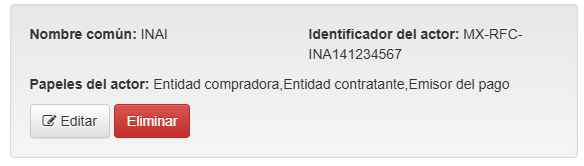 Nombre común: INAI
Identificador del actor: MX-RFC-
INA141234567
Papeles del actor: Entidad compradora,Entidad contratante,Emisor del pago
Editar
Eliminar